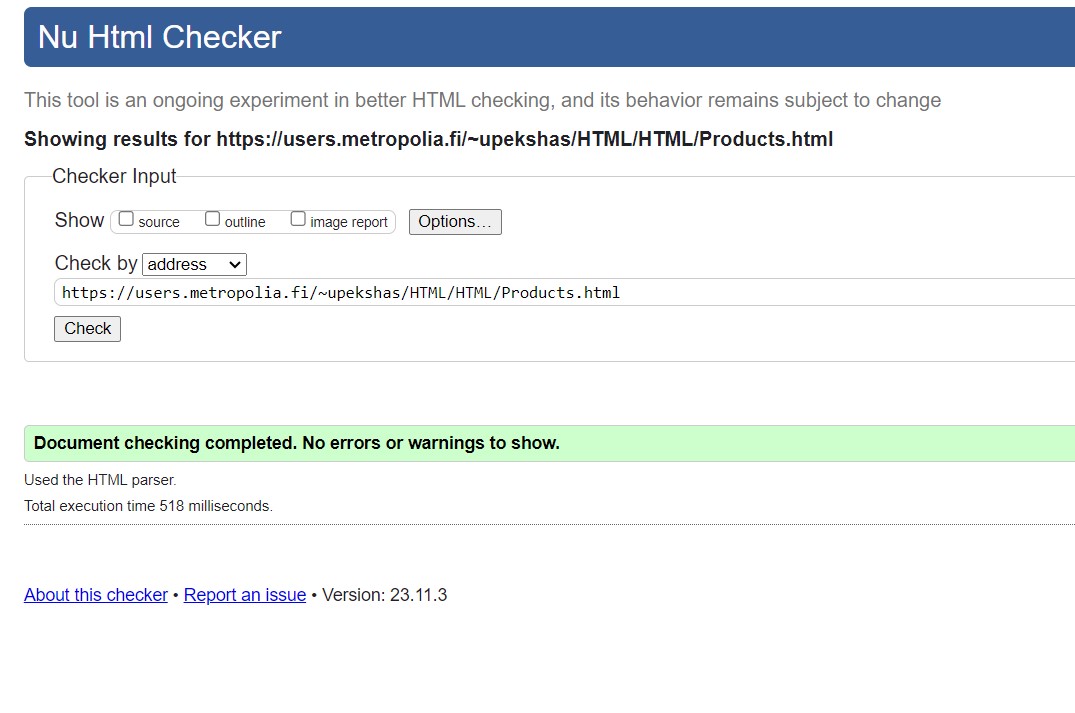 Nu Html Checker
This tool is an ongoing experiment in better HTML checking, and its behavior remains subject to change
Showing results for https://users.metropolia.fi/~upekshas/HTML/HTML/Products.html
Checker Input
Show source outline image report Options…
Check by address
https://users.metropolia.fi/~upekshas/HTML/HTML/Products.html
Check
Document checking completed. No errors or warnings to show.
Used the HTML parser.
Total execution time 518 milliseconds.
About this checker • Report an issue • Version: 23.11.3